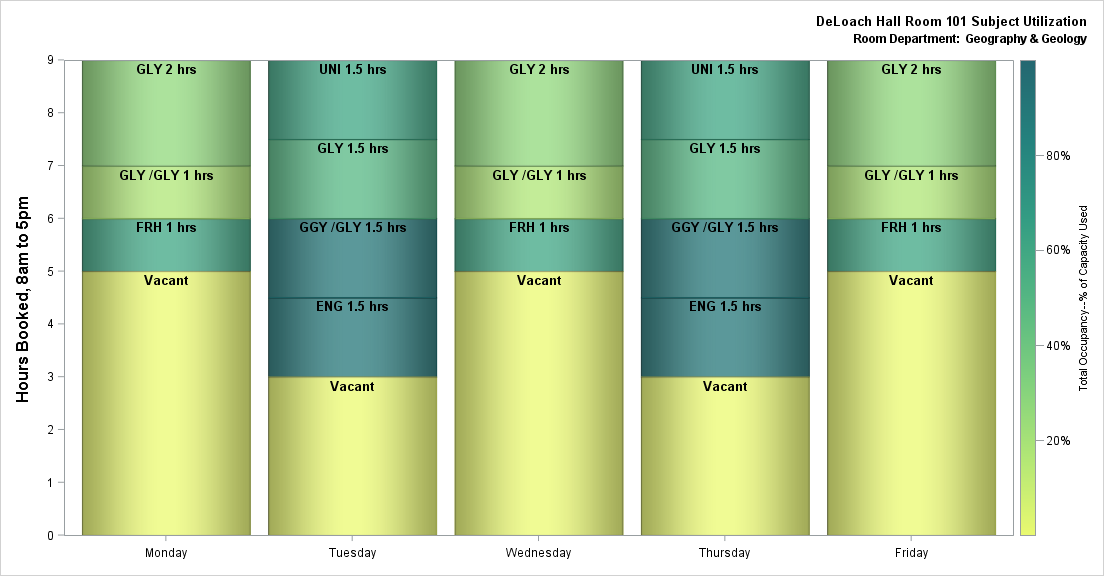 DeLoach Hall Room 101 Subject Utilization
Room Department: Geography & Geology
Hours Booked, 8am to 5pm
9
8
7
6
5
4
3
2
1
0
GLY 2 hrs
GLY /GLY 1 hrs
FRH 1 hrs
Vacant
Monday
UNI 1.5 hrs
GLY 1.5 hrs
GGY /GLY 1.5 hrs
ENG 1.5 hrs
Vacant
Tuesday
GLY 2 hrs
GLY /GLY 1 hrs
FRH 1 hrs
Vacant
Wednesday
UNI 1.5 hrs
GLY 1.5 hrs
GGY /GLY 1.5 hrs
ENG 1.5 hrs
Vacant
Thursday
GLY 2 hrs
GLY /GLY 1 hrs
FRH 1 hrs
Vacant
Friday
80%
60%
40%
20%
Total Occupancy--% of Capacity Used